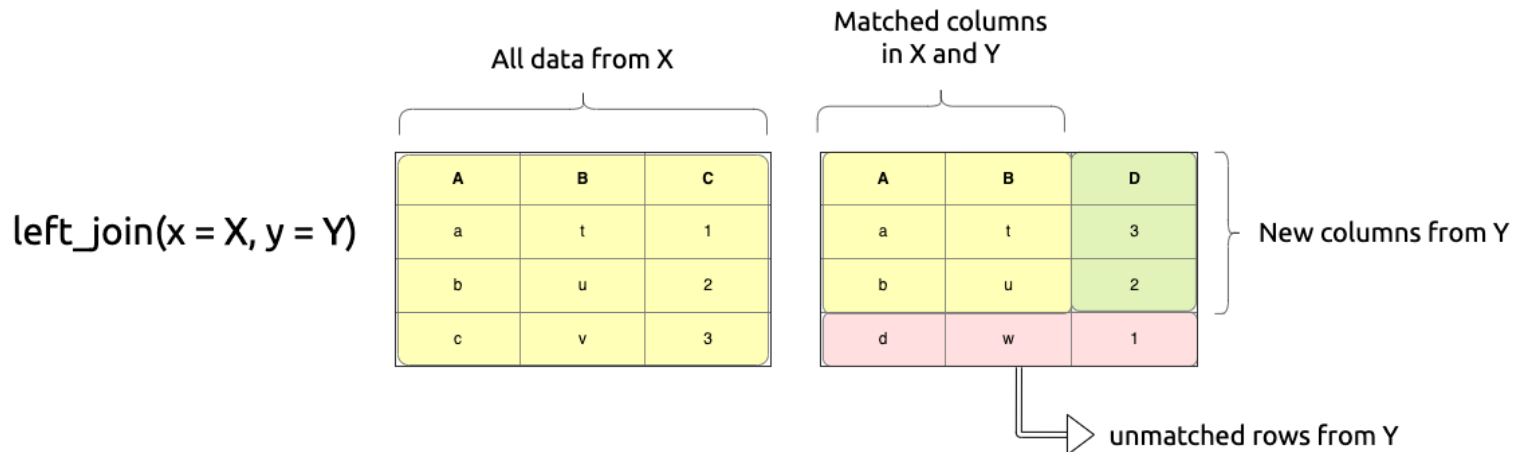 Matched columns
in X and Y
All data from X
left_join(x = X, y = Y)
A B C
a t 1
b u 2
c v 3
A B D
a t 3
b u 2
d w 1
New columns from Y
unmatched rows from Y